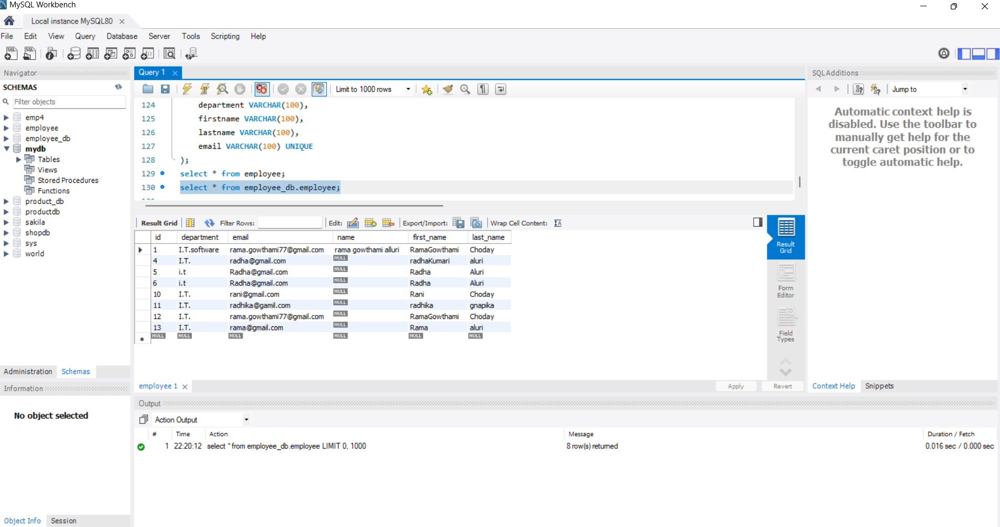 MySQL Workbench
Local instance MySQL80
File Edit View Query Database Server Tools Scripting Help
Navigator
SCHEMAS
Filter objects
emp4
employee
employee_db
mydb
Tables
Views
Stored Procedures
Functions
product_db
productdb
sakila
shopdb
sys
world
Administration Schemas
Information
No object selected
Object Info Session
Query 1
Limit to 1000 rows
124 department VARCHAR(100),
125 firstname VARCHAR(100),
126 lastname VARCHAR(100),
127 email VARCHAR(100) UNIQUE
128 );
129 select * from employee;
130 select * from employee_db.employee;
Result Grid Filter Rows: Edit: Export/Import: Wrap Cell Content:
id department email name first_name last_name
1 I.T.software rama.gowthami77@gmail.com rama gowthami alluri RamaGowthami Choday
4 I.T. radha@gmail.com NULL radhaKumari aluri
5 i.t Radha@gmail.com NULL Radha Aluri
6 i.t Radha@gmail.com NULL Radha Aluri
10 I.T. rani@gmail.com NULL Rani Choday
11 I.T. radhika@gamil.com NULL radhika gnapika
12 I.T. rama.gowthami77@gmail.com NULL RamaGowthami Choday
13 I.T. rama@gmail.com NULL Rama aluri
NULL NULL NULL NULL NULL NULL
Result
Grid
Form
Editor
Field
Types
employee 1 Apply Revert
Output
Action Output
# Time Action Message Duration / Fetch
1 22:20:12 select * from employee_db.employee LIMIT 0, 1000 8 row(s) returned 0.016 sec / 0.000 sec
SQLAdditions
Jump to
Automatic context help is
disabled. Use the toolbar to
manually get help for the
current caret position or to
toggle automatic help.
Context Help Snippets